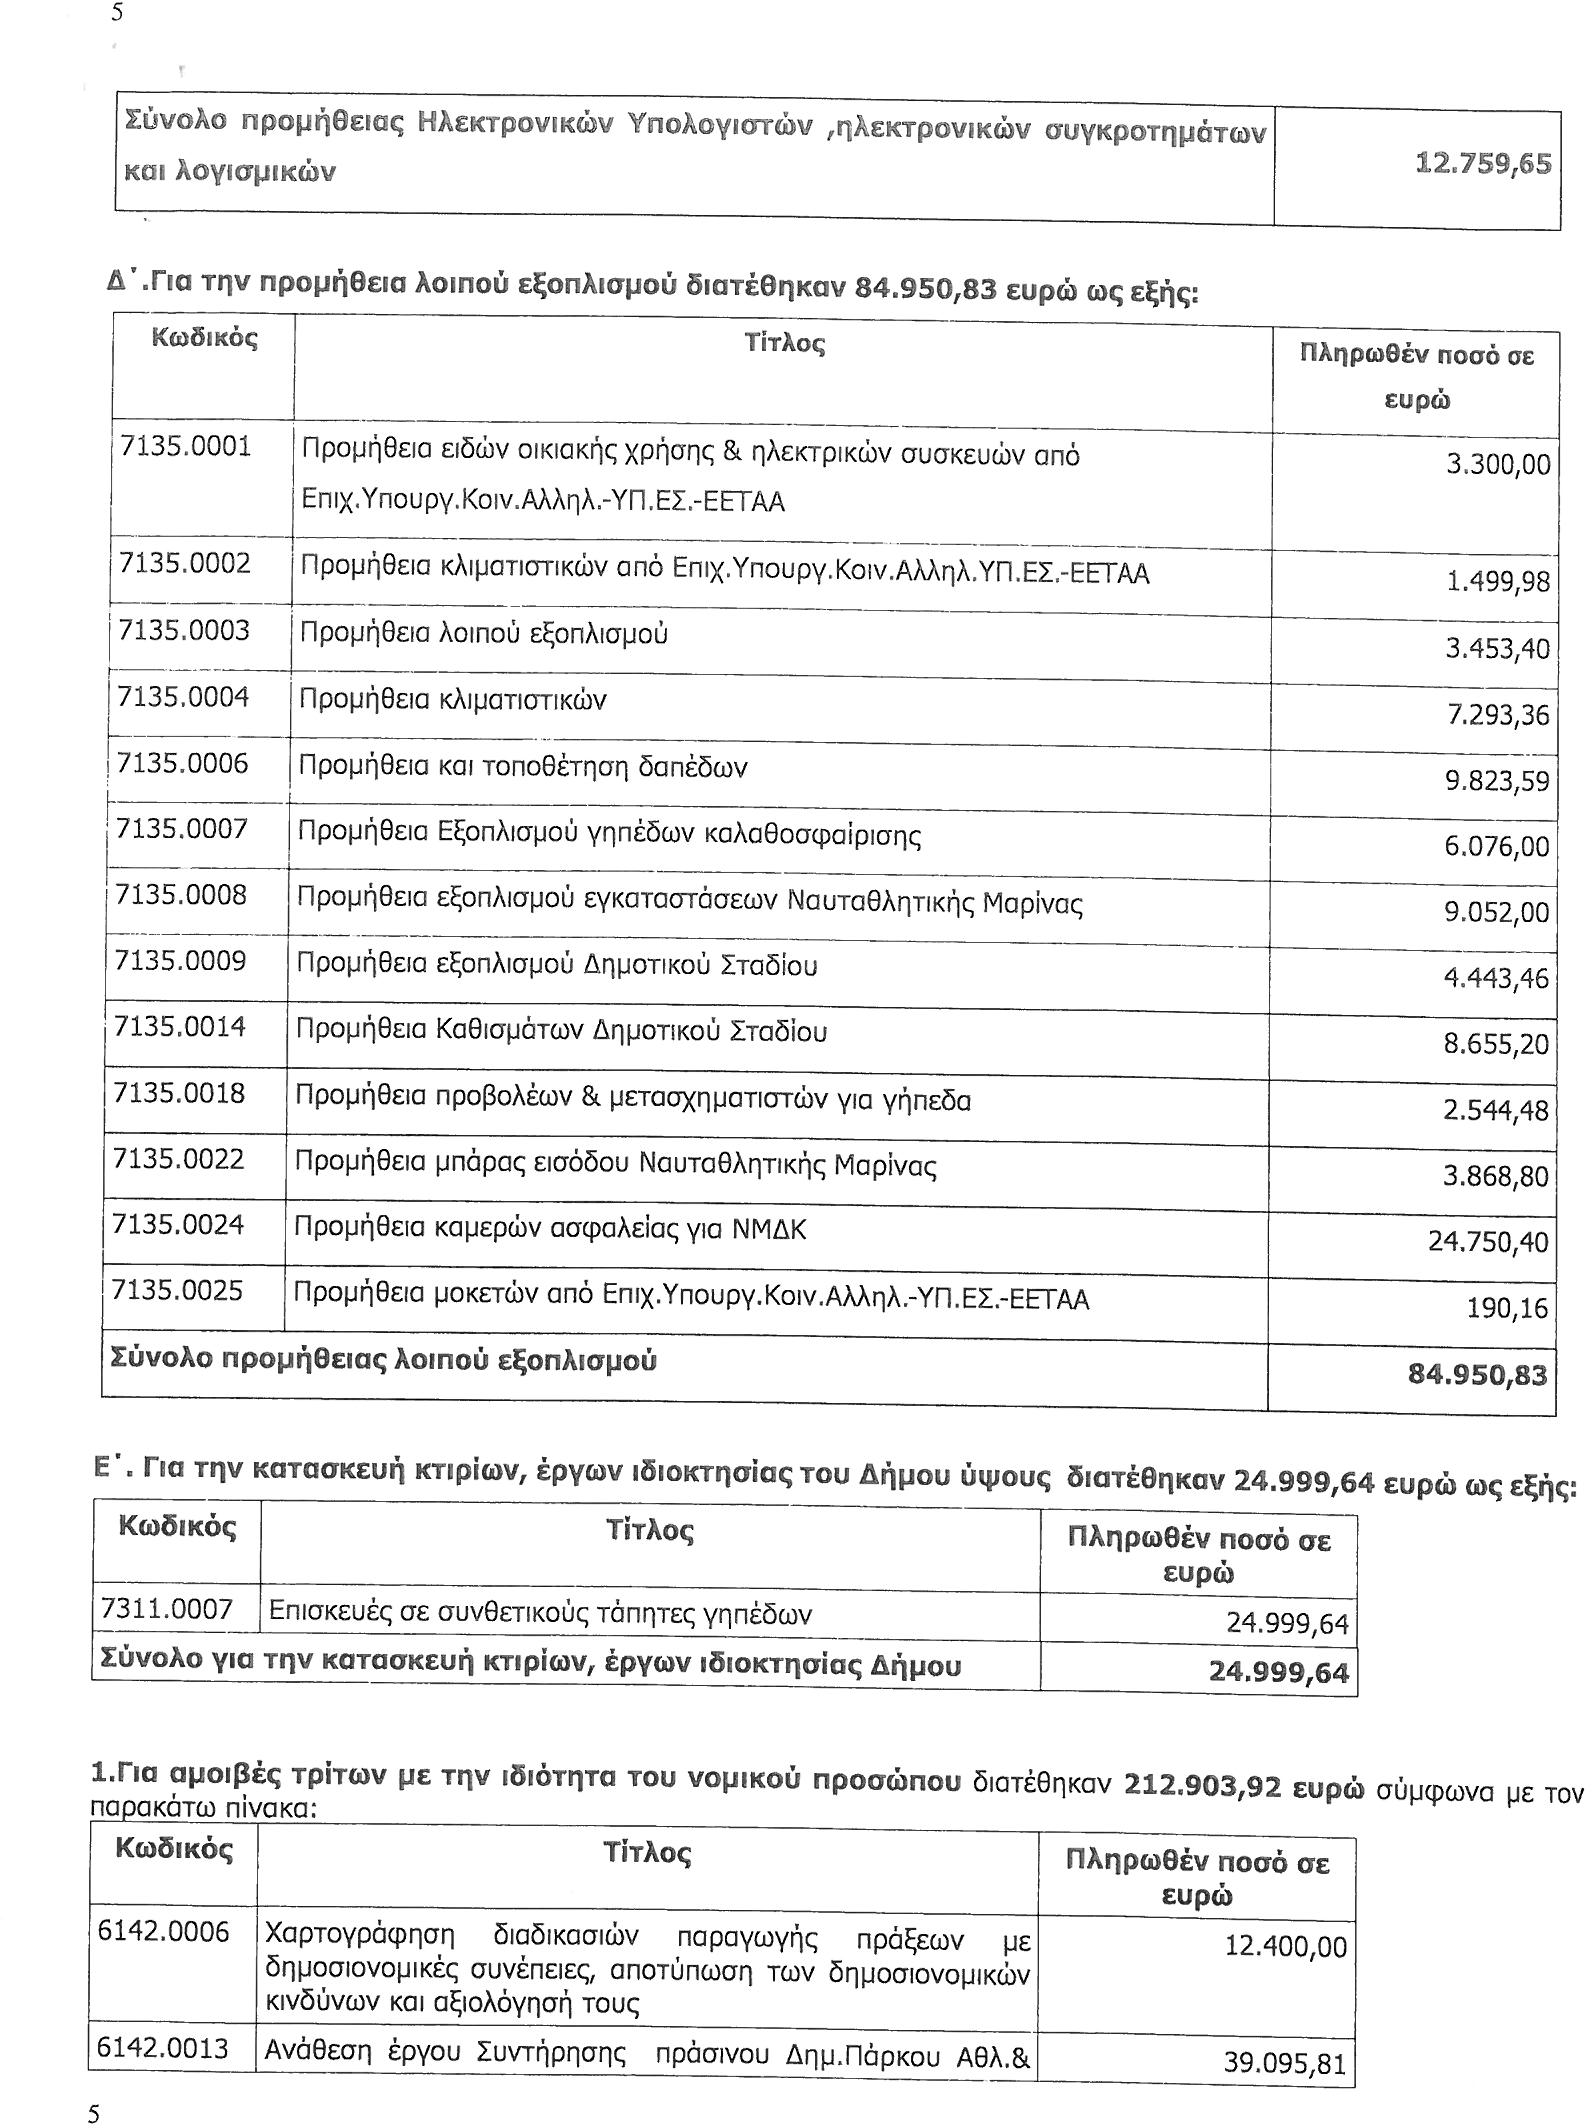 5
Σύνολο προμήθειας Ηλεκτρονικών Υπολογιστών ,ηλεκτρονικών συγκροτημάτων
και λογισμικών
12.759,65
Δ΄.Για την προμήθεια λοιπού εξοπλισμού διατέθηκαν 84.950,83 ευρώ ως εξής:
Κωδικός Τίτλος Πληρωθέν ποσό σε
ευρώ
7135.0001 Προμήθεια ειδών οικιακής χρήσης & ηλεκτρικών συσκευών από 3.300,00
Επιχ.Υπουργ.Κοιν.Αλληλ.-ΥΠ.ΕΣ.-ΕΕΤΑΑ
7135.0002 Προμήθεια κλιματιστικών από Επιχ.Υπουργ.Κοιν.Αλληλ.ΥΠ.ΕΣ.-ΕΕΤΑΑ 1.499,98
7135.0003 Προμήθεια λοιπού εξοπλισμού 3.453,40
7135.0004 Προμήθεια κλιματιστικών 7.293,36
7135.0006 Προμήθεια και τοποθέτηση δαπέδων 9.823,59
7135.0007 Προμήθεια Εξοπλισμού γηπέδων καλαθοσφαίρισης 6.076,00
7135.0008 Προμήθεια εξοπλισμού εγκαταστάσεων Ναυταθλητικής Μαρίνας 9.052,00
7135.0009 Προμήθεια εξοπλισμού Δημοτικού Σταδίου 4.443,46
7135.0014 Προμήθεια Καθισμάτων Δημοτικού Σταδίου 8.655,20
7135.0018 Προμήθεια προβολέων & μετασχηματιστών για γήπεδα 2.544,48
7135.0022 Προμήθεια μπάρας εισόδου Ναυταθλητικής Μαρίνας 3.868,80
7135.0024 Προμήθεια καμερών ασφαλείας για ΝΜΔΚ 24.750,40
7135.0025 Προμήθεια μοκετών από Επιχ.Υπουργ.Κοιν.Αλληλ.-ΥΠ.ΕΣ.-ΕΕΤΑΑ 190,16
Σύνολο προμήθειας λοιπού εξοπλισμού 84.950,83
Ε΄. Για την κατασκευή κτιρίων, έργων ιδιοκτησίας του Δήμου ύψους διατέθηκαν 24.999,64 ευρώ ως εξής:
Κωδικός Τίτλος Πληρωθέν ποσό σε
ευρώ
7311.0007 Επισκευές σε συνθετικούς τάπητες γηπέδων 24.999,64
Σύνολο για την κατασκευή κτιρίων, έργων ιδιοκτησίας Δήμου 24.999,64
1.Για αμοιβές τρίτων με την ιδιότητα του νομικού προσώπου διατέθηκαν 212.903,92 ευρώ σύμφωνα με τον
παρακάτω πίνακα:
Κωδικός Τίτλος Πληρωθέν ποσό σε
ευρώ
6142.0006 Χαρτογράφηση διαδικασιών παραγωγής πράξεων με 12.400,00
δημοσιονομικές συνέπειες, αποτύπωση των δημοσιονομικών
κινδύνων και αξιολόγησή τους
6142.0013 Ανάθεση έργου Συντήρησης πράσινου Δημ.Πάρκου Αθλ.& 39.095,81
5